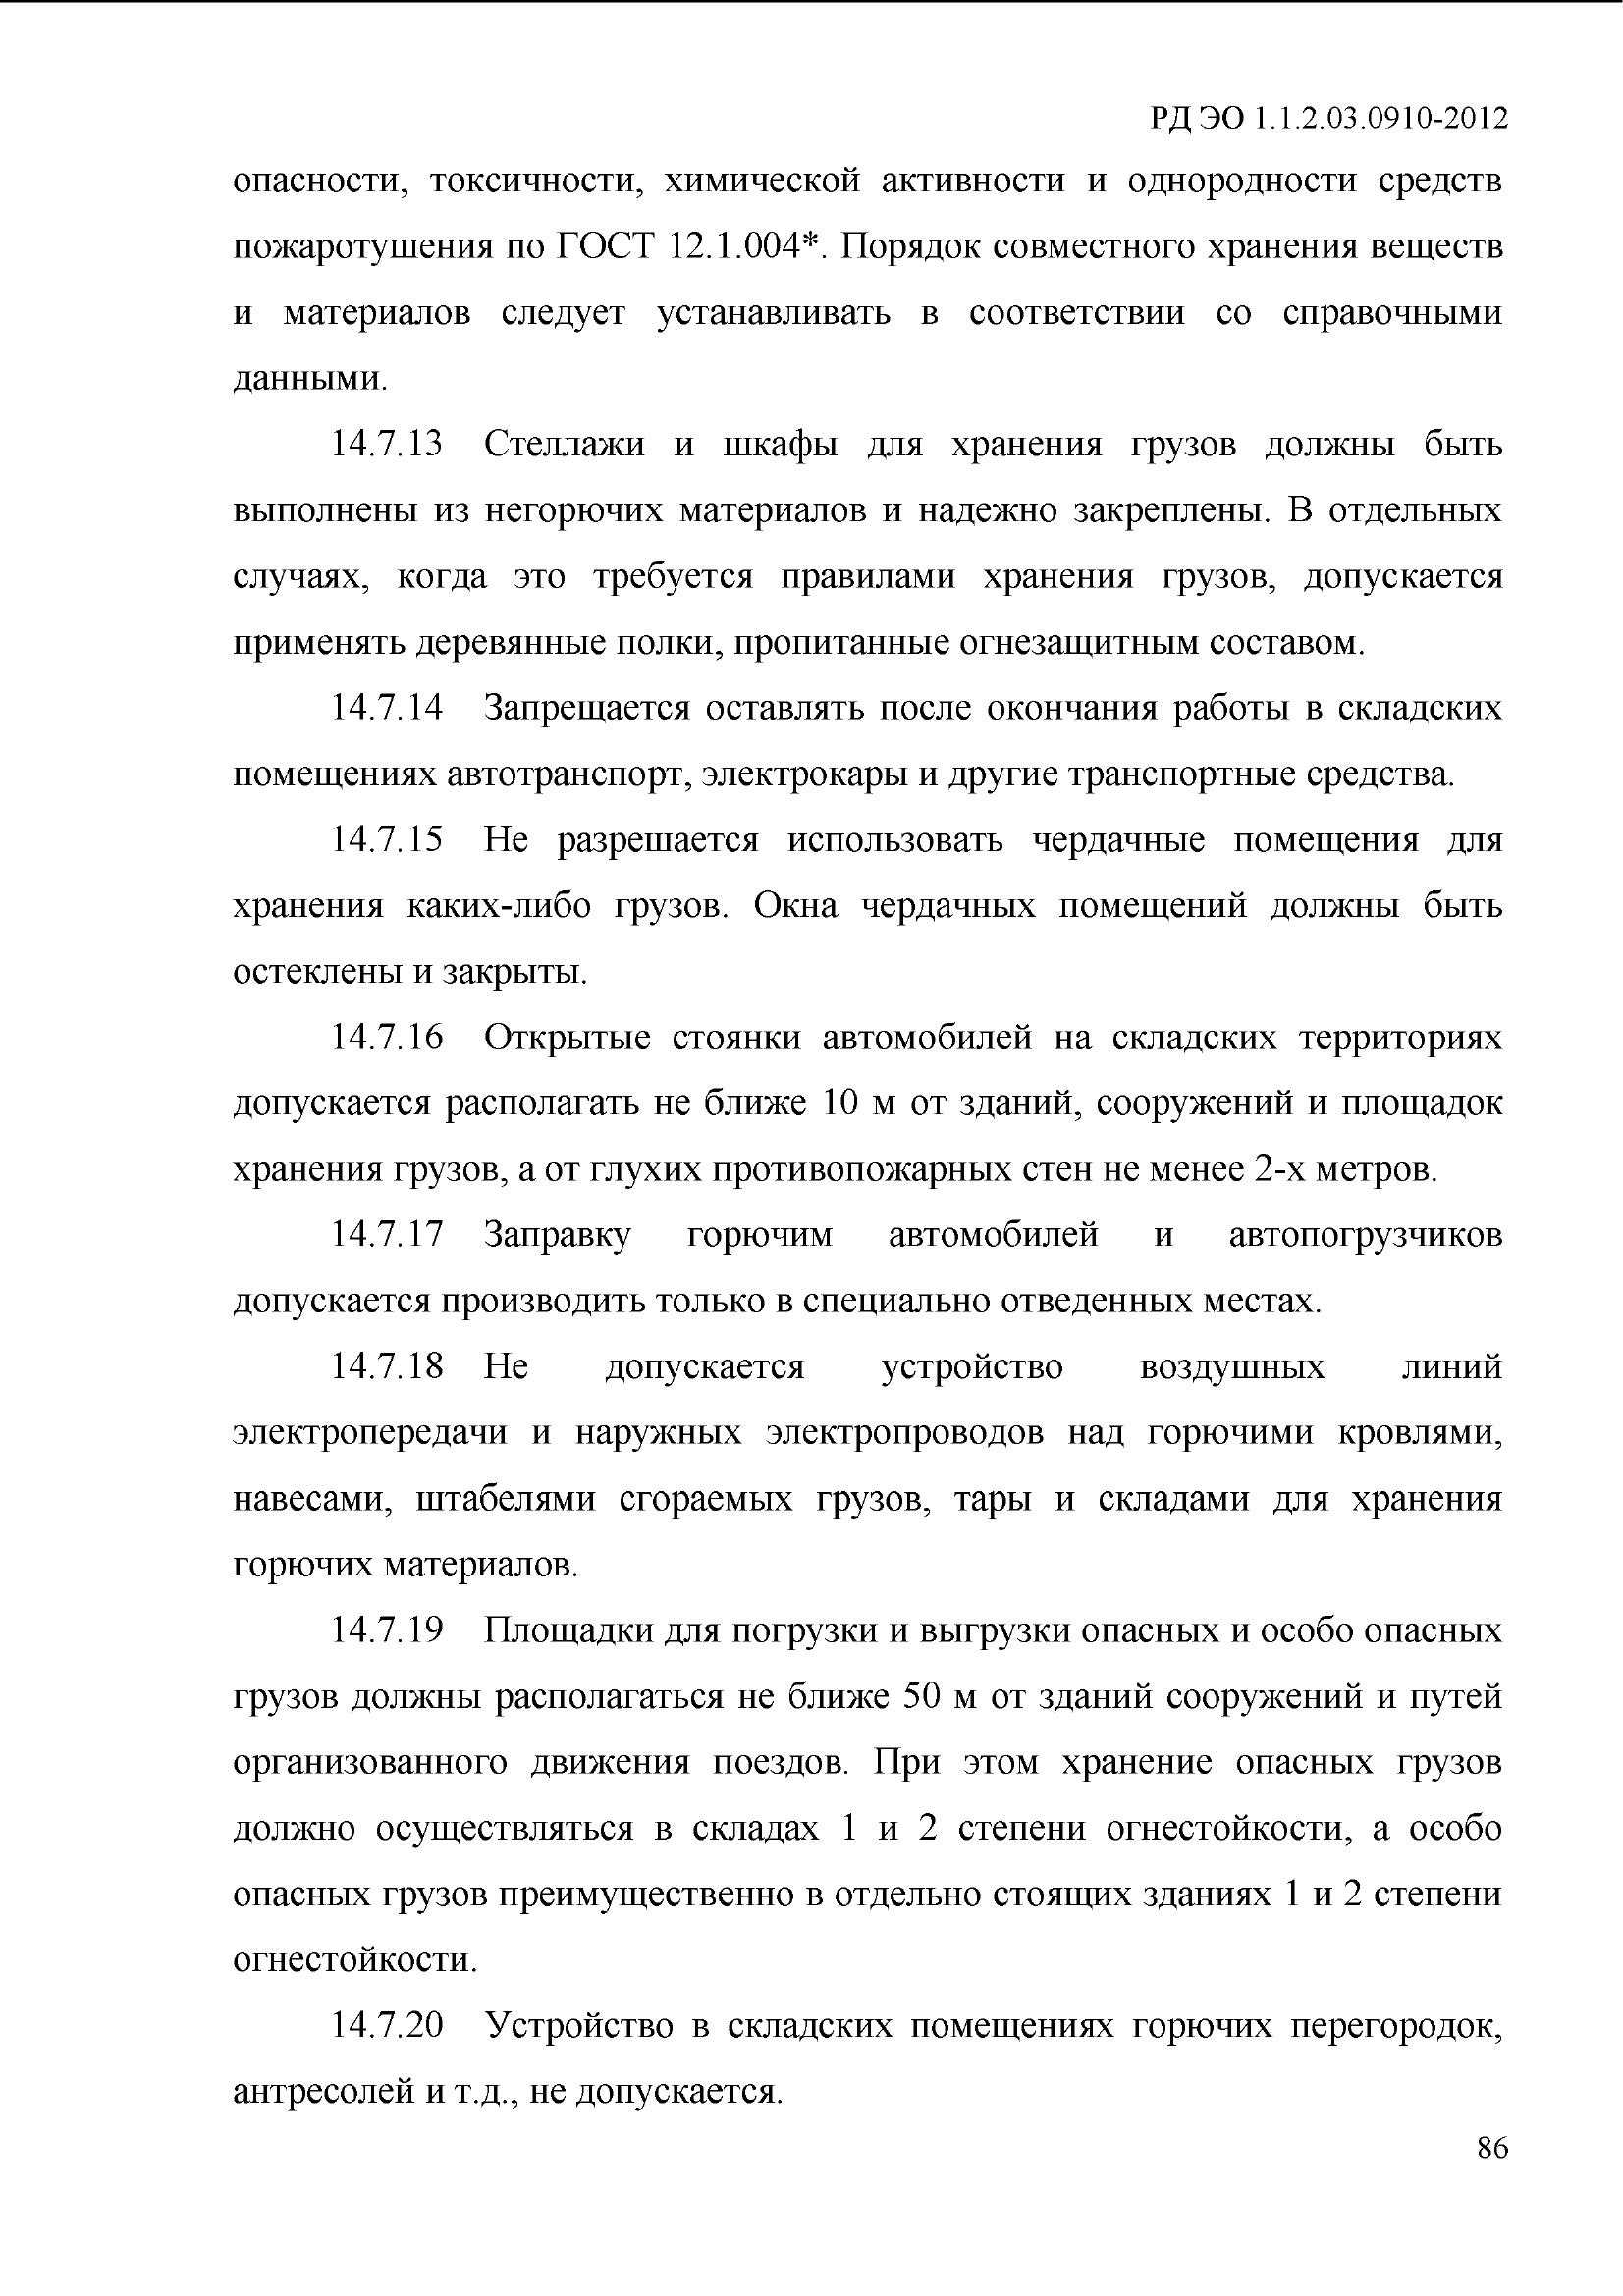 РД ЭО 1.1.2.03.0910-2012
опасности, токсичности, химической активности и однородности средств
пожаротушения по ГОСТ 12.1.004*. Порядок совместного хранения веществ
и материалов следует устанавливать в соответствии со справочными
данными.
14.7.13 Стеллажи и шкафы для хранения грузов должны быть
выполнены из негорючих материалов и надежно закреплены. В отдельных
случаях, когда это требуется правилами хранения грузов, допускается
применять деревянные полки, пропитанные огнезащитным составом.
14.7.14 Запрещается оставлять после окончания работы в складских
помещениях автотранспорт, электрокары и другие транспортные средства.
14.7.15 Не разрешается использовать чердачные помещения для
хранения каких-либо грузов. Окна чердачных помещений должны быть
остеклены и закрыты.
14.7.16 Открытые стоянки автомобилей на складских территориях
допускается располагать не ближе 10 м от зданий, сооружений и площадок
хранения грузов, а от глухих противопожарных стен не менее 2-х метров.
14.7.17 Заправку горючим автомобилей и автопогрузчиков
допускается производить только в специально отведенных местах.
14.7.18 Не допускается устройство воздушных линий
электропередачи и наружных электропроводов над горючими кровлями,
навесами, штабелями сгораемых грузов, тары и складами для хранения
горючих материалов.
14.7.19 Площадки для погрузки и выгрузки опасных и особо опасных
грузов должны располагаться не ближе 50 м от зданий сооружений и путей
организованного движения поездов. При этом хранение опасных грузов
должно осуществляться в складах 1 и 2 степени огнестойкости, а особо
опасных грузов преимущественно в отдельно стоящих зданиях 1 и 2 степени
огнестойкости.
14.7.20 Устройство в складских помещениях горючих перегородок,
антресолей и т.д., не допускается.
86